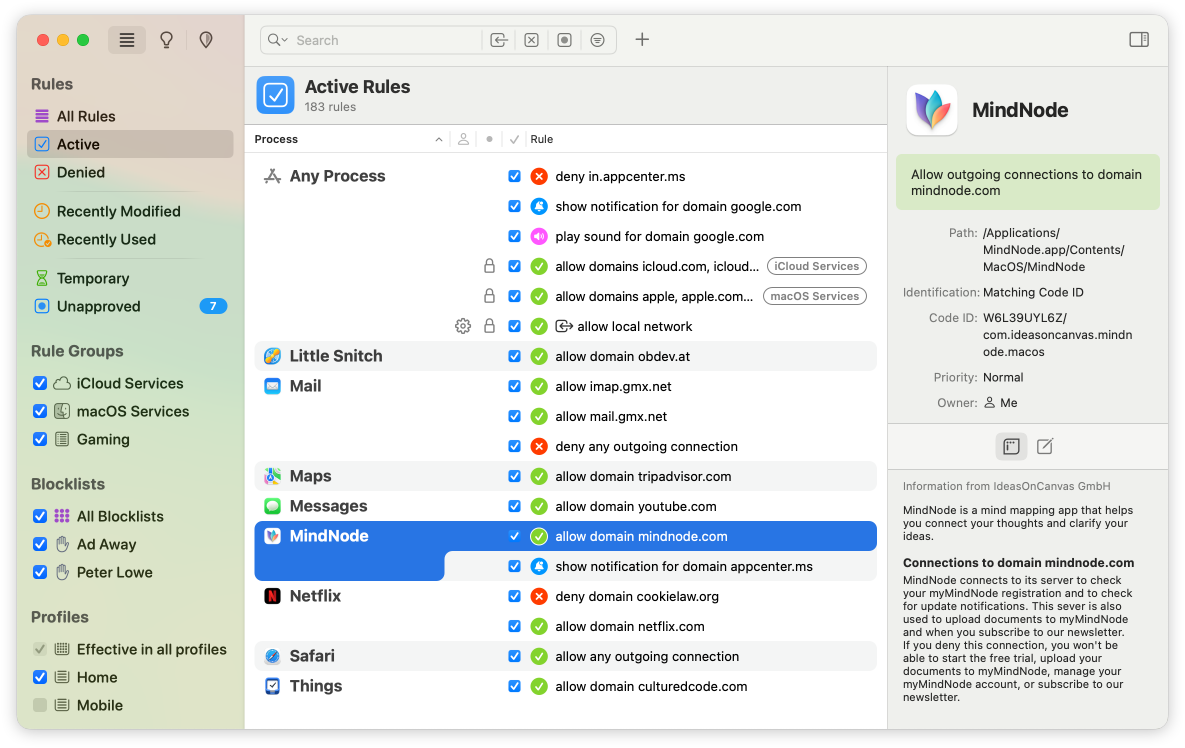 Search
Rules
All Rules
Active
Denied
Recently Modified
Recently Used
Temporary
Unapproved 7
Rule Groups
iCloud Services
macOS Services
Gaming
Blocklists
All Blocklists
Ad Away
Peter Lowe
Profiles
Effective in all profiles
Home
Mobile
Active Rules
183 rules
Process Rule
Any Process deny in.appcenter.ms
show notification for domain google.com
play sound for domain google.com
allow domains icloud.com, icloud... iCloud Services
allow domains apple, apple.com... macOS Services
allow local network
Little Snitch allow domain obdev.at
Mail allow imap.gmx.net
allow mail.gmx.net
deny any outgoing connection
Maps allow domain tripadvisor.com
Messages allow domain youtube.com
MindNode allow domain mindnode.com
show notification for domain appcenter.ms
Netflix deny domain cookielaw.org
allow domain netflix.com
Safari allow any outgoing connection
Things allow domain culturedcode.com
MindNode
Allow outgoing connections to domain
mindnode.com
Path: /Applications/
MindNode.app/Contents/
MacOS/MindNode
Identification: Matching Code ID
Code ID: W6L39UYL6Z/
com.ideasoncanvas.mindn
ode.macos
Priority: Normal
Owner: Me
Information from IdeasOnCanvas GmbH
MindNode is a mind mapping app that helps
you connect your thoughts and clarify your
ideas.
Connections to domain mindnode.com
MindNode connects to its server to check
your myMindNode registration and to check
for update notifications. This sever is also
used to upload documents to myMindNode
and when you subscribe to our newsletter.
If you deny this connection, you won't be
able to start the free trial, upload your
documents to myMindNode, manage your
myMindNode account, or subscribe to our
newsletter.